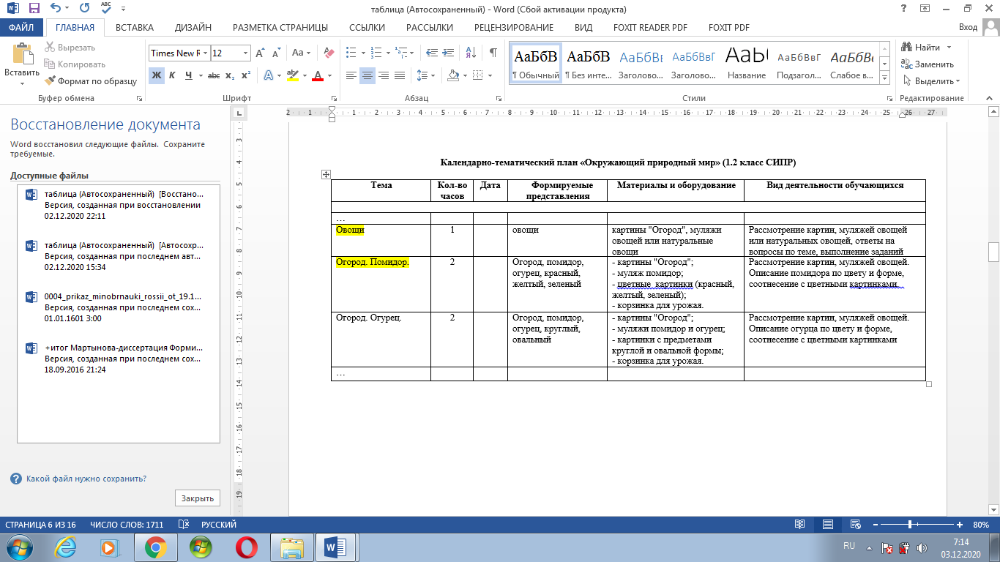 таблица (Автосохраненный) - Word (Сбой активации продукта)
ФАЙЛ ГЛАВНАЯ ВСТАВКА ДИЗАЙН РАЗМЕТКА СТРАНИЦЫ ССЫЛКИ РАССЫЛКИ РЕЦЕНЗИРОВАНИЕ ВИД FOXIT READER PDF FOXIT PDF Вход
Вставить
Вырезать
Копировать
Формат по образцу
Буфер обмена
Times New R 12
Ж К Ч abc x₂ x²
Шрифт
Абзац
АаБбВ АаБбВ АаБбВı АаБбВвГ АаЬ АаБбВвГ АаБбВı
¶ Обычный ¶ Без инте... Заголово... Заголово... Название Подзагол... Слабое в...
Стили
Найти
Заменить
Выделить
Редактирование
Восстановление документа
Word восстановил следующие файлы. Сохраните
требуемые.
Доступные файлы
таблица (Автосохраненный) [Восстано...
Версия, созданная при восстановлении
02.12.2020 22:11
таблица (Автосохраненный) [Автосохр...
Версия, созданная при последнем авт...
02.12.2020 15:34
0004_prikaz_minobrnauki_rossii_ot_19.1...
Версия, созданная при последнем сох...
01.01.1601 3:00
+итог Мартынова-диссертация Форми...
Версия, созданная при последнем сох...
18.09.2016 21:24
Какой файл нужно сохранить?
Закрыть
Календарно-тематический план «Окружающий природный мир» (1.2 класс СИПР)
Тема
Кол-во
часов
Дата
Формируемые
представления
Материалы и оборудование
Вид деятельности обучающихся
…
Овощи
1
овощи
картины "Огород", муляжи
овощей или натуральные
овощи
Рассмотрение картин, муляжей овощей
или натуральных овощей, ответы на
вопросы по теме, выполнение заданий
Огород. Помидор.
2
Огород, помидор,
огурец, красный,
желтый, зеленый
- картины "Огород";
- муляж помидор;
- цветные картинки (красный,
желтый, зеленый);
- корзинка для урожая.
Рассмотрение картин, муляжей овощей.
Описание помидора по цвету и форме,
соотнесение с цветными картинками.
Огород. Огурец.
2
Огород, помидор,
огурец, круглый,
овальный
- картины "Огород";
- муляжи помидор и огурец;
- картинки с предметами
круглой и овальной формы;
- корзинка для урожая.
Рассмотрение картин, муляжей овощей.
Описание огурца по цвету и форме,
соотнесение с цветными картинками
…
СТРАНИЦА 6 ИЗ 16 ЧИСЛО СЛОВ: 1711 РУССКИЙ 80%
RU 7:14
03.12.2020